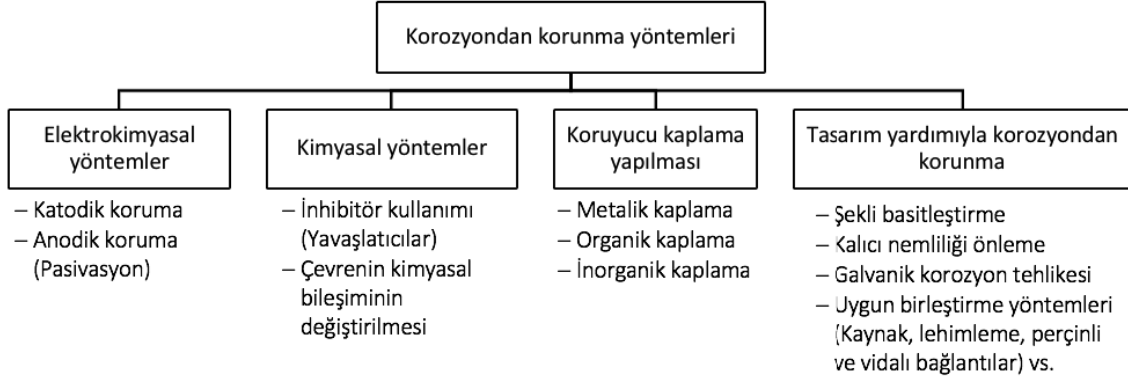 Korozyondan korunma yöntemleri
Elektrokimyasal
yöntemler
– Katodik koruma
– Anodik koruma
(Pasivasyon)
Kimyasal yöntemler
– İnhibitör kullanımı
(Yavaşlatıcılar)
– Çevrenin kimyasal
bileşiminin
değiştirilmesi
Koruyucu kaplama
yapılması
– Metalik kaplama
– Organik kaplama
– İnorganik kaplama
Tasarım yardımıyla korozyondan
korunma
– Şekli basitleştirme
– Kalıcı nemliliği önleme
– Galvanik korozyon tehlikesi
– Uygun birleştirme yöntemleri
(Kaynak, lehimleme, perçinli
ve vidalı bağlantılar) vs.